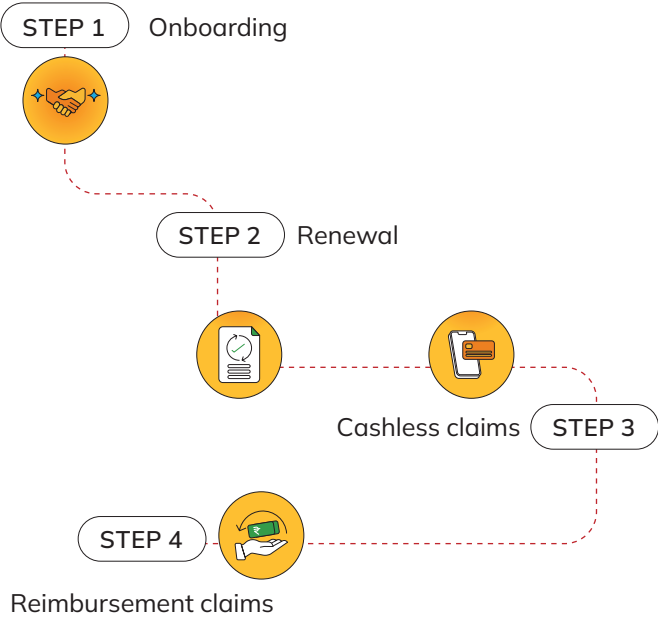 STEP 1 Onboarding
STEP 2 Renewal
Cashless claims STEP 3
STEP 4
₹
Reimbursement claims